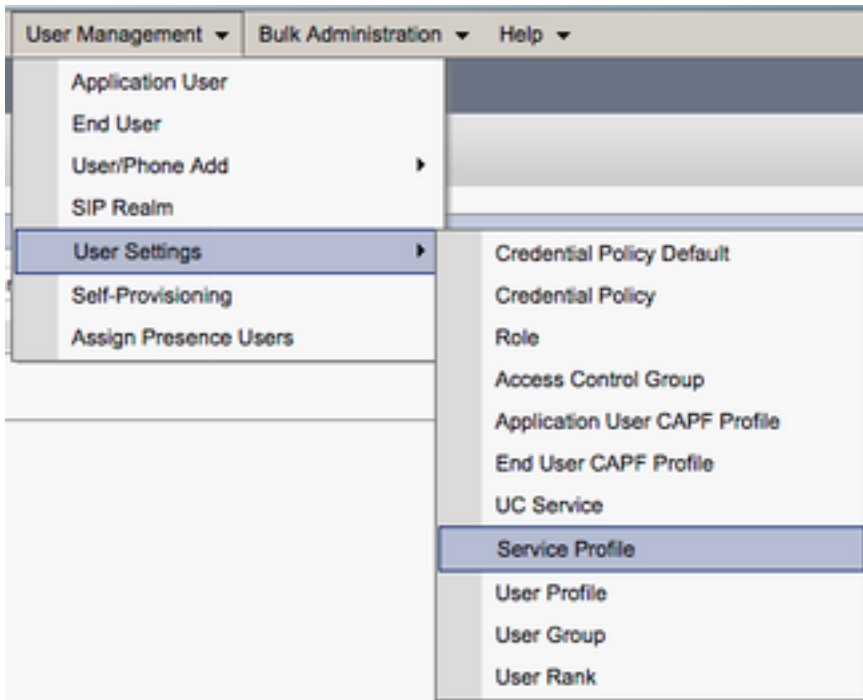 User Management Bulk Administration Help
Application User
End User
User/Phone Add
SIP Realm
User Settings
Self-Provisioning
Assign Presence Users
Credential Policy Default
Credential Policy
Role
Access Control Group
Application User CAPF Profile
End User CAPF Profile
UC Service
Service Profile
User Profile
User Group
User Rank